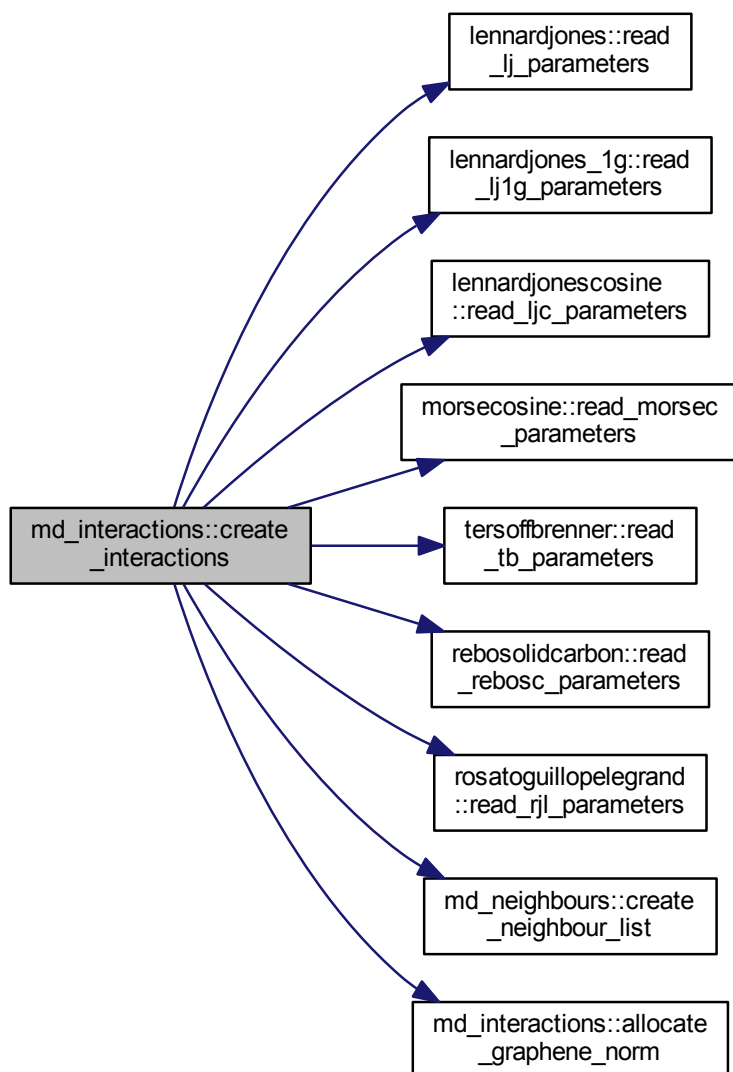 lennardjones::read
_lj_parameters
lennardjones_1g::read
_lj1g_parameters
lennardjonescosine
::read_ljc_parameters
morsecosine::read_morsec
_parameters
md_interactions::create
_interactions
tersoffbrenner::read
_tb_parameters
rebosolidcarbon::read
_rebosc_parameters
rosatoguillopelegrand
::read_rjl_parameters
md_neighbours::create
_neighbour_list
md_interactions::allocate
_graphene_norm